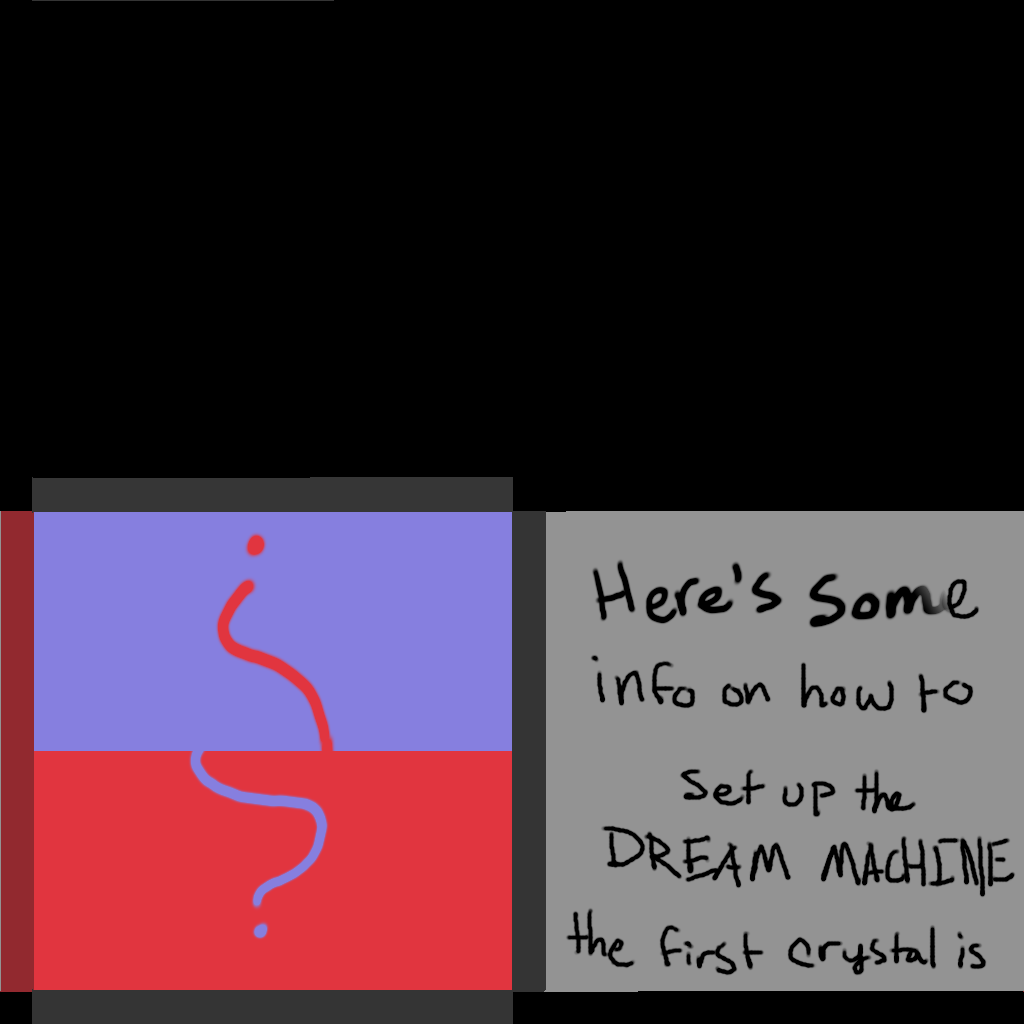 Here's some
info on how to
set up the
DREAM MACHINE
the first crystal is